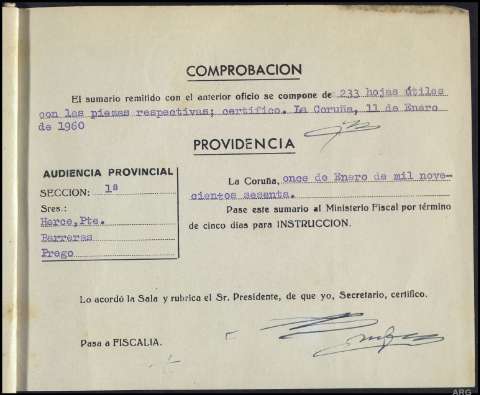 COMPROBACION
El sumario remitido con el anterior oficio se compone de 233 hojas útiles
con las piezas respectivas; certifico. La Coruña, 11 de Enero
de 1960
PROVIDENCIA
AUDIENCIA PROVINCIAL
SECCION: 1ª
Sres.:
Herce, Pte.
Barreras
Prego
La Coruña, once de Enero de mil nove-
cientos sesenta.
Pase este sumario al Ministerio Fiscal por término
de cinco días para INSTRUCCION.
Lo acordó la Sala y rubrica el Sr. Presidente, de que yo, Secretario, certifico.
Pasa a FISCALIA.
ARG